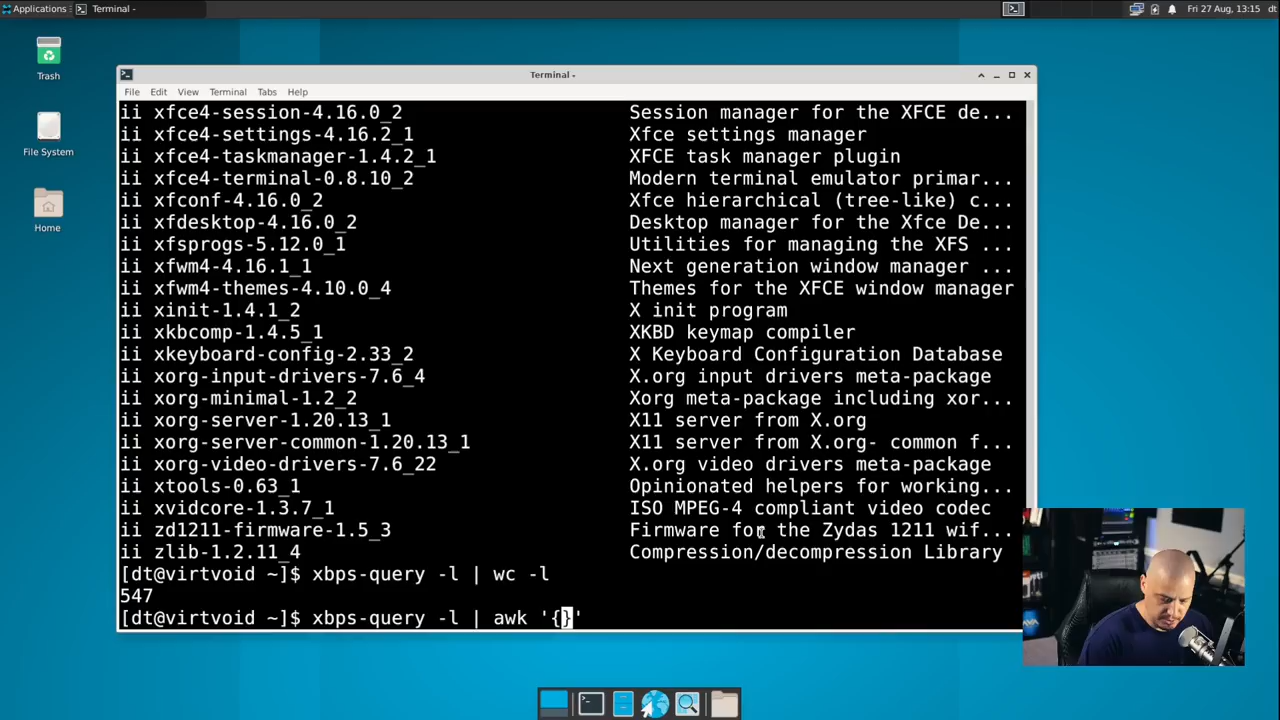 Applications
Terminal -
Fri 27 Aug, 13:15
dt
Trash
File System
Home
Terminal -
File Edit View Terminal Tabs Help
ii xfce4-session-4.16.0_2 Session manager for the XFCE de...
ii xfce4-settings-4.16.2_1 Xfce settings manager
ii xfce4-taskmanager-1.4.2_1 XFCE task manager plugin
ii xfce4-terminal-0.8.10_2 Modern terminal emulator primar...
ii xfconf-4.16.0_2 Xfce hierarchical (tree-like) c...
ii xfdesktop-4.16.0_2 Desktop manager for the Xfce De...
ii xfsprogs-5.12.0_1 Utilities for managing the XFS ...
ii xfwm4-4.16.1_1 Next generation window manager ...
ii xfwm4-themes-4.10.0_4 Themes for the XFCE window manager
ii xinit-1.4.1_2 X init program
ii xkbcomp-1.4.5_1 XKBD keymap compiler
ii xkeyboard-config-2.33_2 X Keyboard Configuration Database
ii xorg-input-drivers-7.6_4 X.org input drivers meta-package
ii xorg-minimal-1.2_2 Xorg meta-package including xor...
ii xorg-server-1.20.13_1 X11 server from X.org
ii xorg-server-common-1.20.13_1 X11 server from X.org- common f...
ii xorg-video-drivers-7.6_22 X.org video drivers meta-package
ii xtools-0.63_1 Opinionated helpers for working...
ii xvidcore-1.3.7_1 ISO MPEG-4 compliant video codec
ii zd1211-firmware-1.5_3 Firmware for the Zydas 1211 wif...
ii zlib-1.2.11_4 Compression/decompression Library
[dt@virtvoid ~]$ xbps-query -l | wc -l
547
[dt@virtvoid ~]$ xbps-query -l | awk '{}'